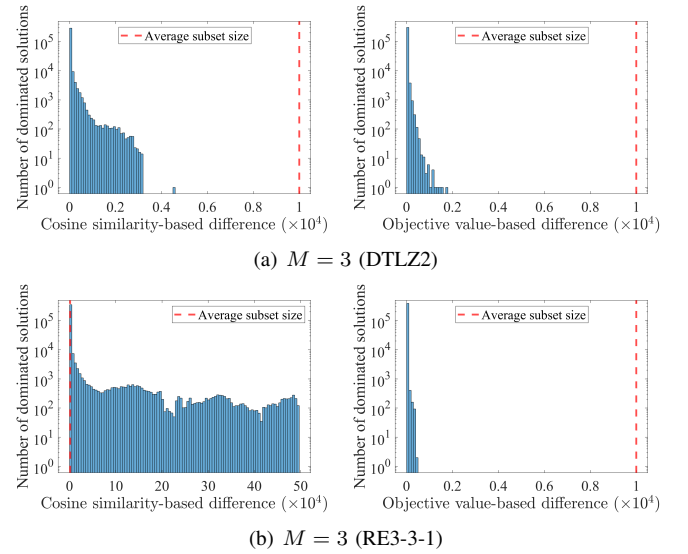 Average subset size
Number of dominated solutions
10^5
10^4
10^3
10^2
10^1
10^0
0 0.2 0.4 0.6 0.8 1
Cosine similarity-based difference (×10^4)
Average subset size
Number of dominated solutions
10^5
10^4
10^3
10^2
10^1
10^0
0 0.2 0.4 0.6 0.8 1
Objective value-based difference (×10^4)
(a) M = 3 (DTLZ2)
Average subset size
Number of dominated solutions
10^5
10^4
10^3
10^2
10^1
10^0
0 10 20 30 40 50
Cosine similarity-based difference (×10^4)
Average subset size
Number of dominated solutions
10^5
10^4
10^3
10^2
10^1
10^0
0 0.2 0.4 0.6 0.8 1
Objective value-based difference (×10^4)
(b) M = 3 (RE3-3-1)